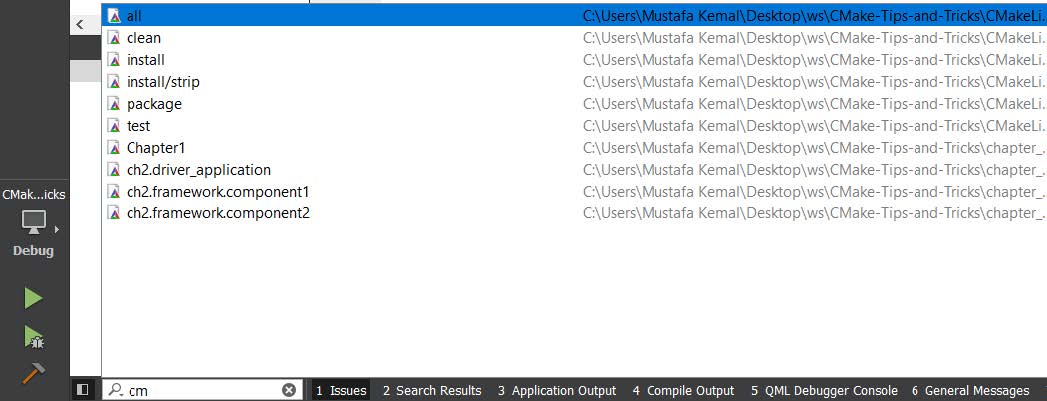 all C:\Users\Mustafa Kemal\Desktop\ws\CMake-Tips-and-Tricks\CMakeLi...
clean C:\Users\Mustafa Kemal\Desktop\ws\CMake-Tips-and-Tricks\CMakeLi...
install C:\Users\Mustafa Kemal\Desktop\ws\CMake-Tips-and-Tricks\CMakeLi...
install/strip C:\Users\Mustafa Kemal\Desktop\ws\CMake-Tips-and-Tricks\CMakeLi...
package C:\Users\Mustafa Kemal\Desktop\ws\CMake-Tips-and-Tricks\CMakeLi...
test C:\Users\Mustafa Kemal\Desktop\ws\CMake-Tips-and-Tricks\CMakeLi...
Chapter1 C:\Users\Mustafa Kemal\Desktop\ws\CMake-Tips-and-Tricks\chapter_...
ch2.driver_application C:\Users\Mustafa Kemal\Desktop\ws\CMake-Tips-and-Tricks\chapter_...
ch2.framework.component1 C:\Users\Mustafa Kemal\Desktop\ws\CMake-Tips-and-Tricks\chapter_...
ch2.framework.component2 C:\Users\Mustafa Kemal\Desktop\ws\CMake-Tips-and-Tricks\chapter_...
CMak...icks
Debug
cm 1 Issues 2 Search Results 3 Application Output 4 Compile Output 5 QML Debugger Console 6 General Messages